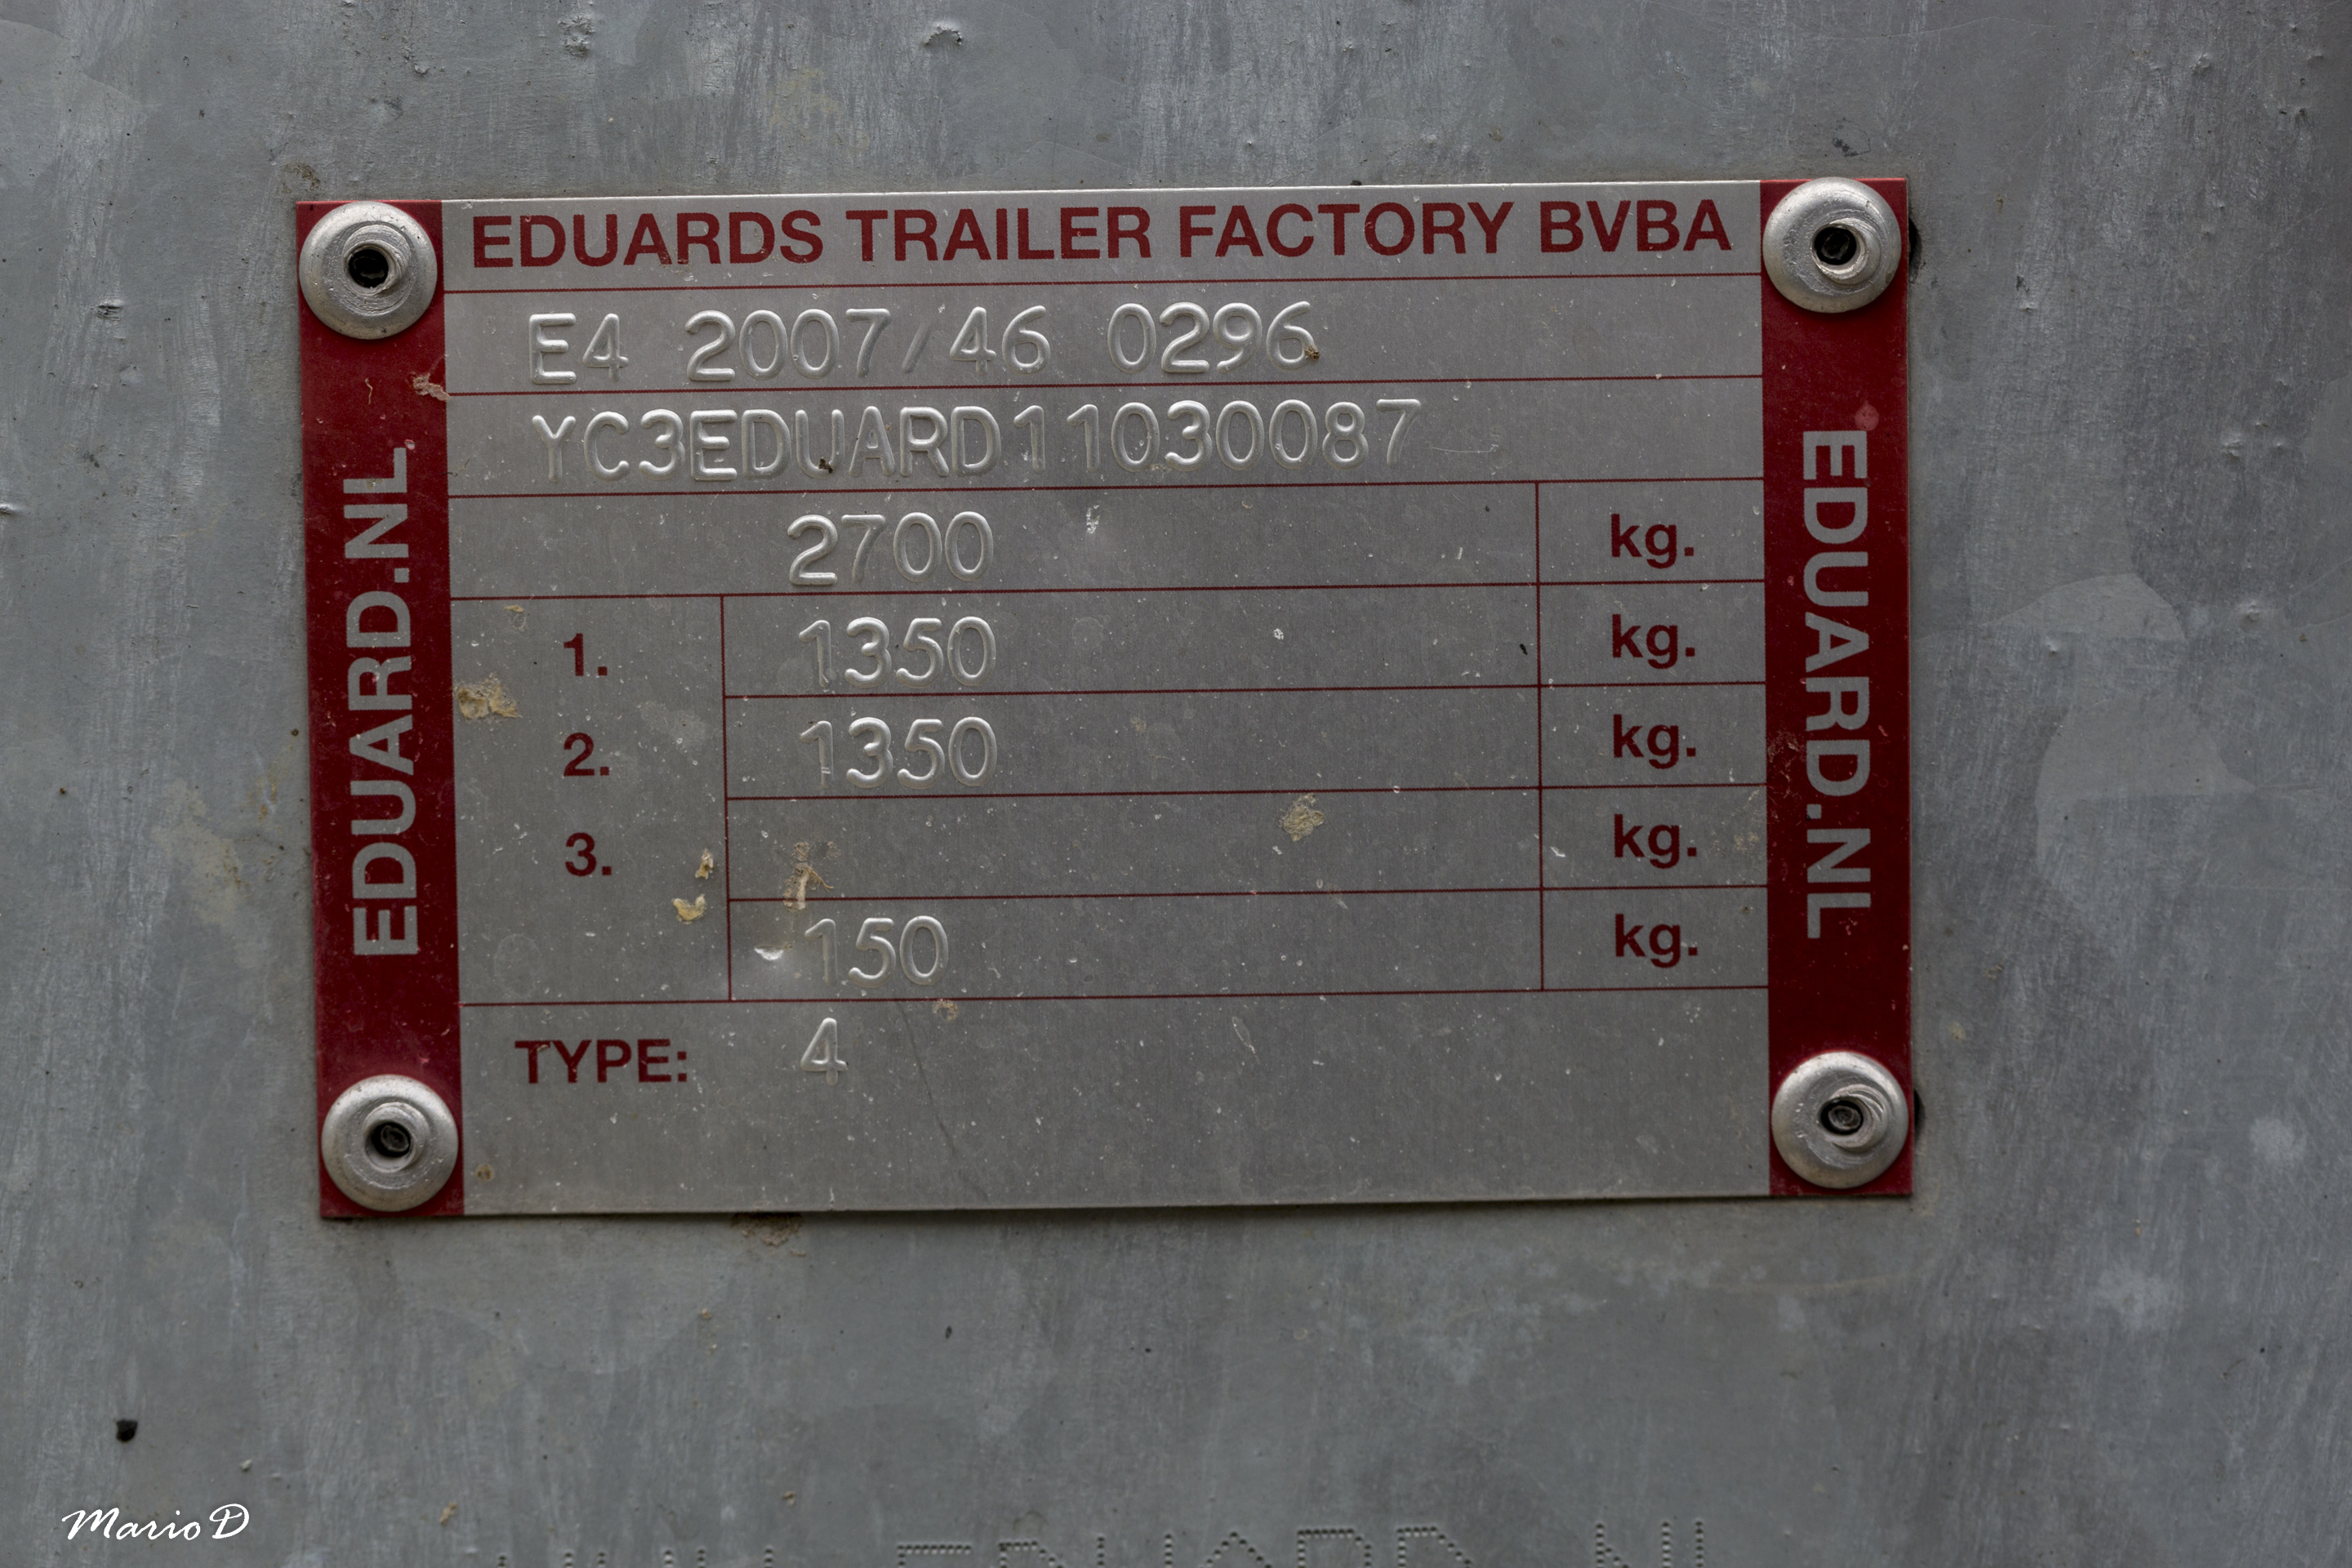 EDUARDS TRAILER FACTORY BVBA
E4 2007/46 0296
YC3EDUARD11030087
2700 kg.
1. 1350 kg.
2. 1350 kg.
3. kg.
150 kg.
TYPE: 4
EDUARD.NL
EDUARD.NL
Mario D